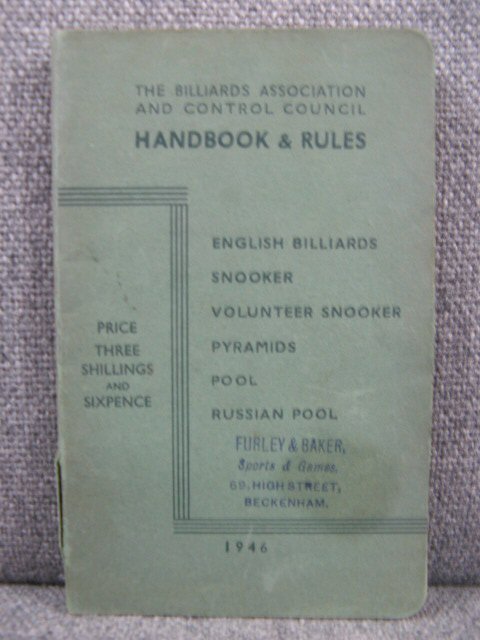 THE BILLIARDS ASSOCIATION
AND CONTROL COUNCIL
HANDBOOK & RULES
ENGLISH BILLIARDS
SNOOKER
VOLUNTEER SNOOKER
PYRAMIDS
POOL
RUSSIAN POOL
PRICE
THREE
SHILLINGS
AND
SIXPENCE
FURLEY & BAKER,
Sports & Games,
69, HIGH STREET,
BECKENHAM.
1946